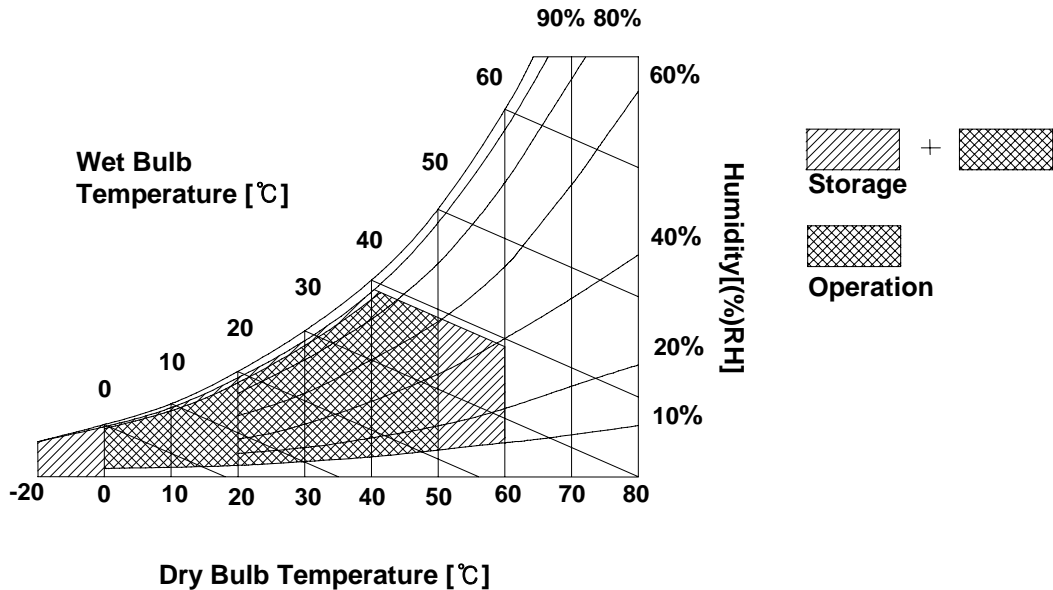 90% 80%
60
60%
50
Wet Bulb
Temperature [℃]
Humidity[(%)RH]
+
Storage
40
40%
30
Operation
20
20%
10
0
10%
-20 0 10 20 30 40 50 60 70 80
Dry Bulb Temperature [℃]